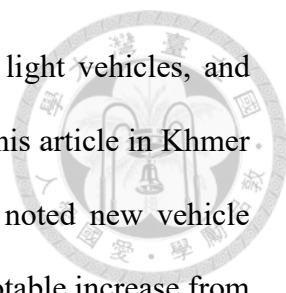 light vehicles, and
his article in Khmer
noted new vehicle
otable increase from